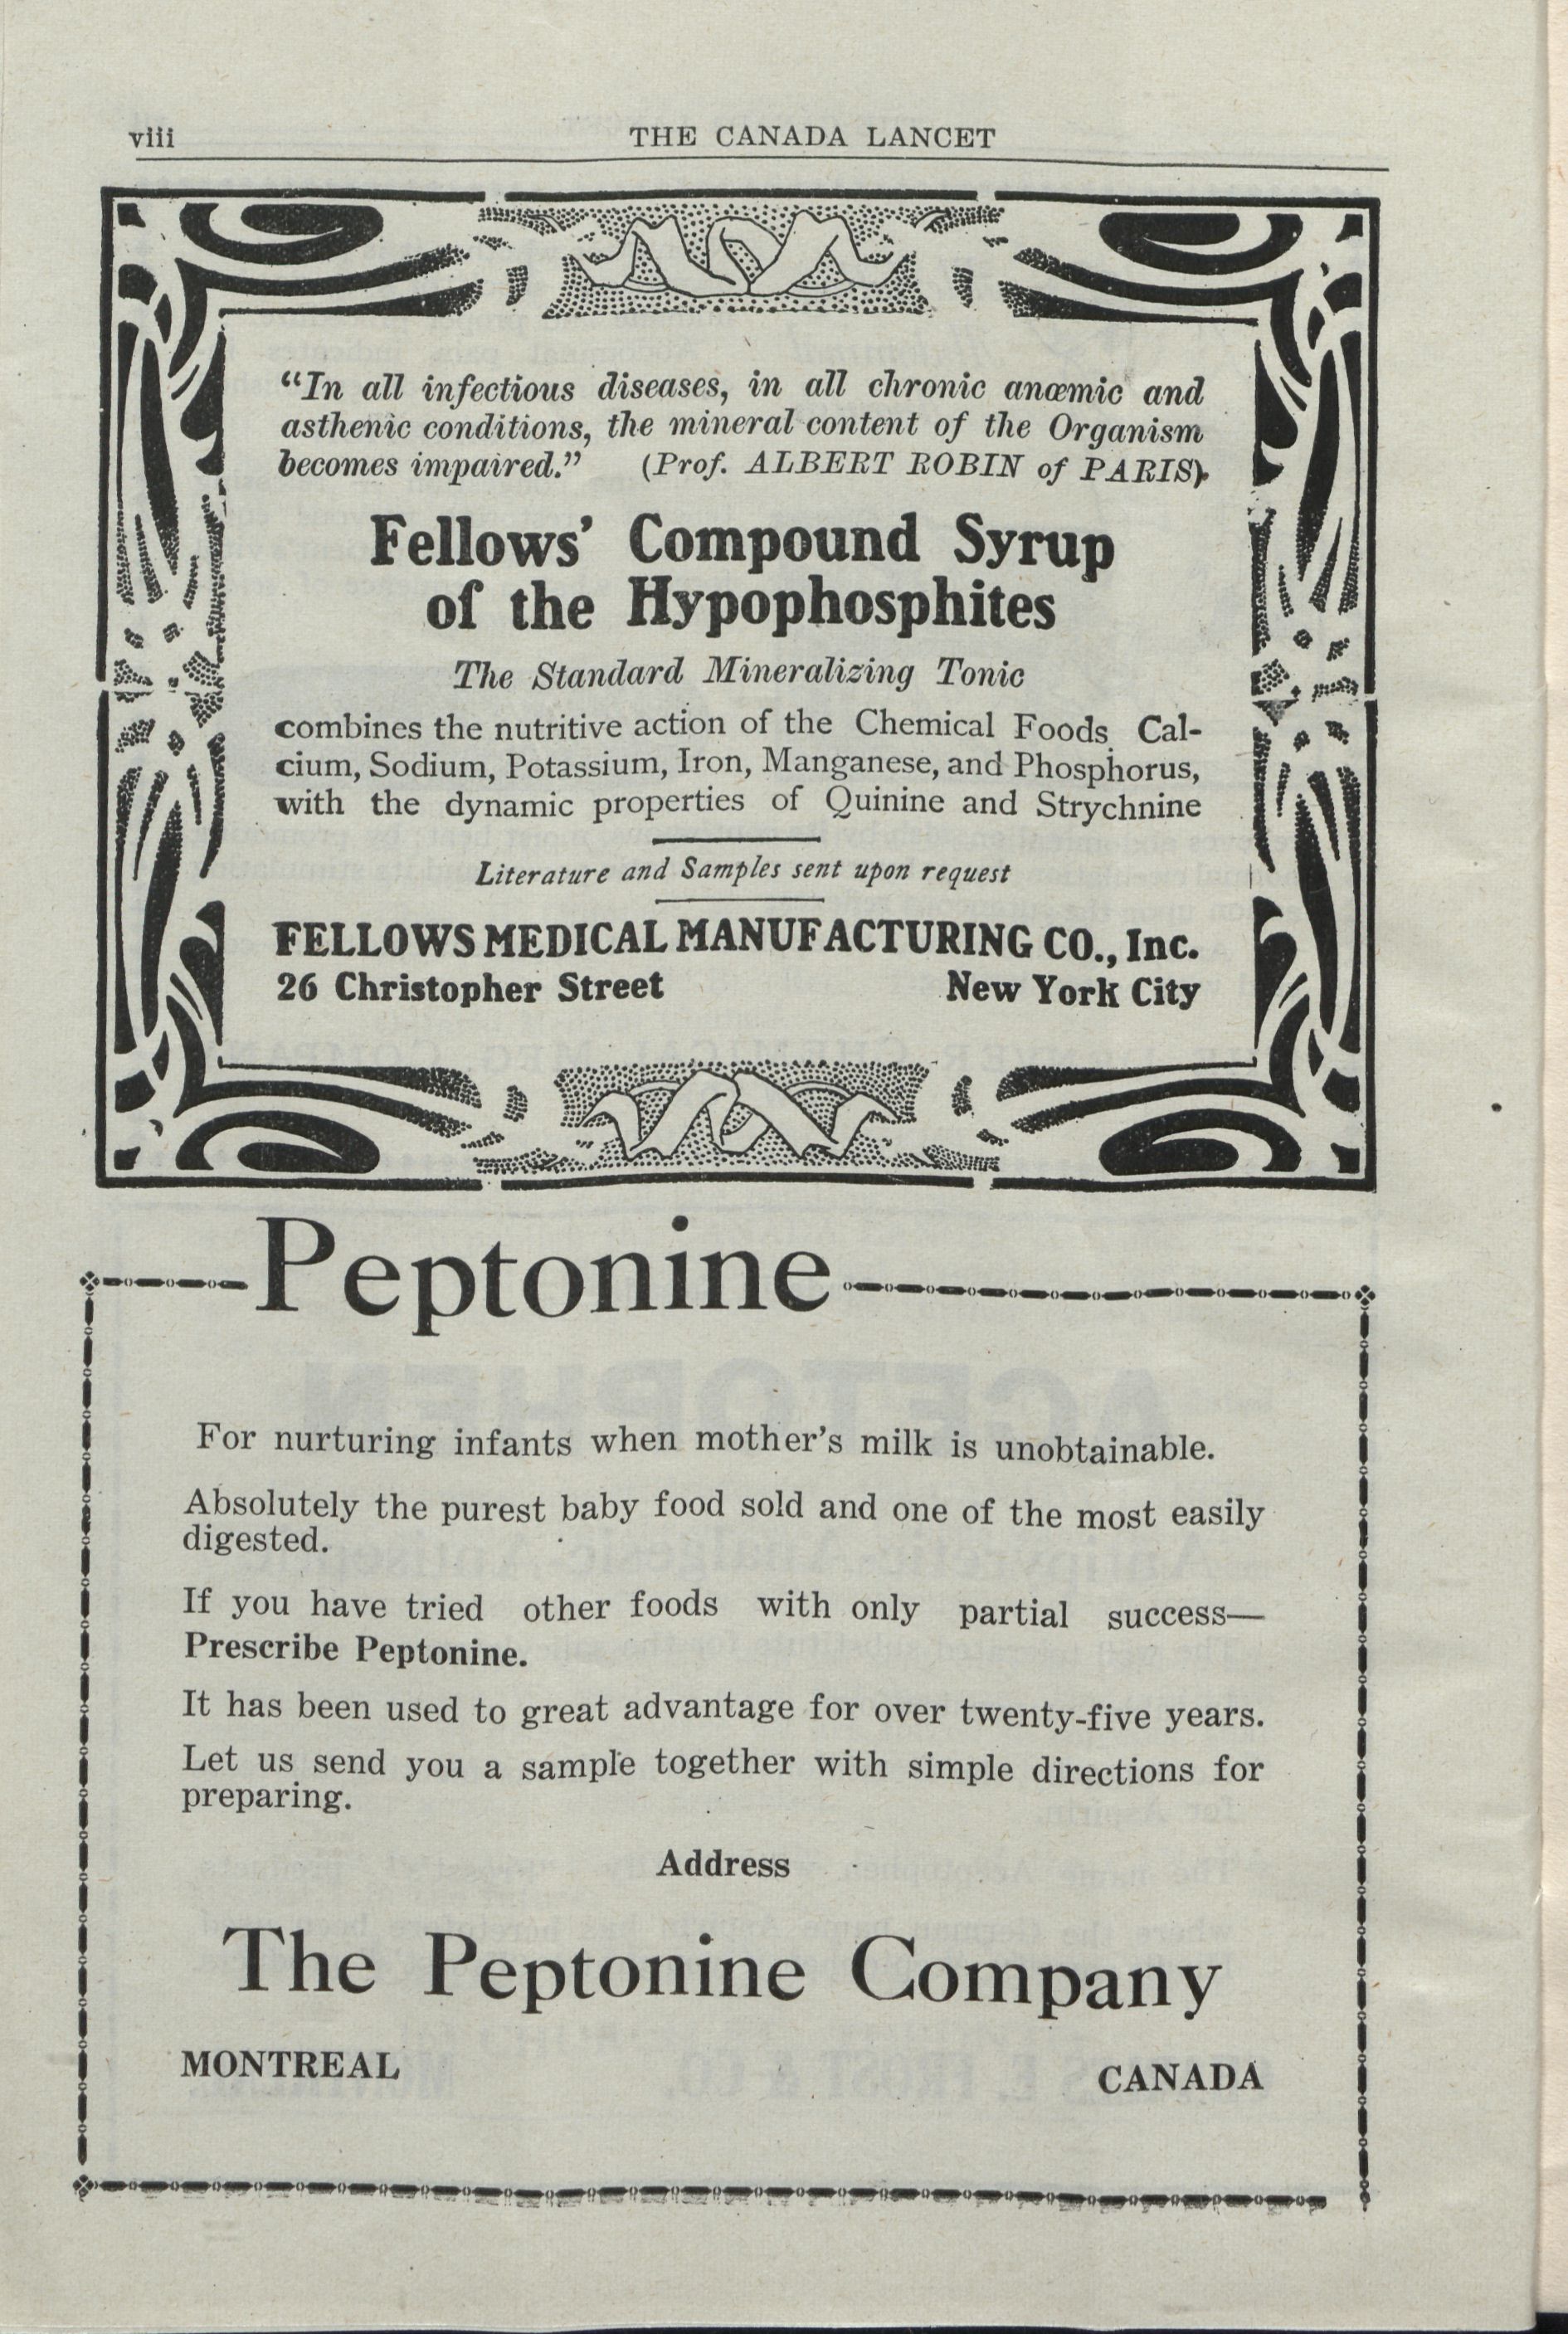 viii
THE CANADA LANCET
“In all infectious diseases, in all chronic anœmic and
asthenic conditions, the mineral content of the Organism
becomes impaired.” (Prof. ALBERT ROBIN of PARIS).
Fellows’ Compound Syrup
of the Hypophosphites
The Standard Mineralizing Tonic
combines the nutritive action of the Chemical Foods Cal-
cium, Sodium, Potassium, Iron, Manganese, and Phosphorus,
with the dynamic properties of Quinine and Strychnine
Literature and Samples sent upon request
FELLOWS MEDICAL MANUFACTURING CO., Inc.
26 Christopher Street New York City
Peptonine
For nurturing infants when mother’s milk is unobtainable.
Absolutely the purest baby food sold and one of the most easily
digested.
If you have tried other foods with only partial success—
Prescribe Peptonine.
It has been used to great advantage for over twenty-five years.
Let us send you a sample together with simple directions for
preparing.
Address
The Peptonine Company
MONTREAL CANADA